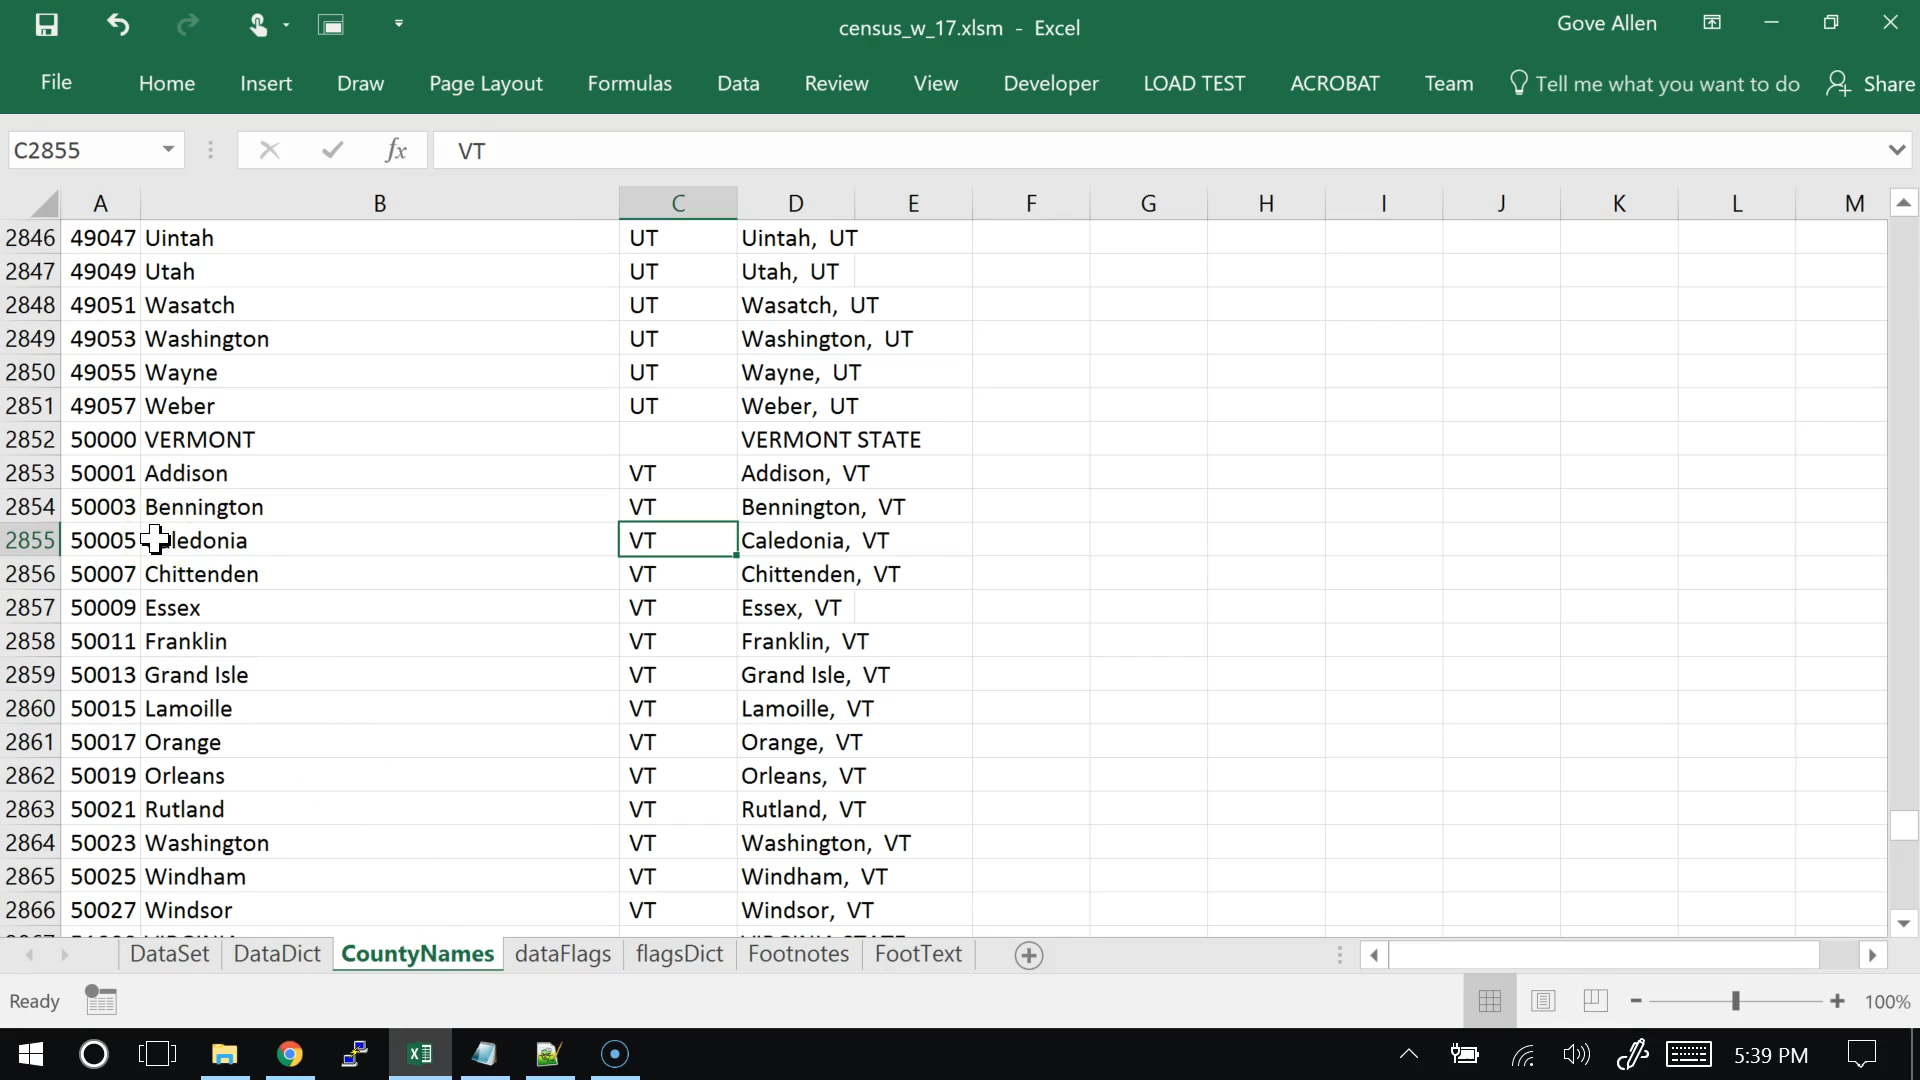 census_w_17.xlsm - Excel
Gove Allen
File Home Insert Draw Page Layout Formulas Data Review View Developer LOAD TEST ACROBAT Team Tell me what you want to do Share
C2855 fx VT
A B C D E F G H I J K L M
2846 49047 Uintah UT Uintah, UT
2847 49049 Utah UT Utah, UT
2848 49051 Wasatch UT Wasatch, UT
2849 49053 Washington UT Washington, UT
2850 49055 Wayne UT Wayne, UT
2851 49057 Weber UT Weber, UT
2852 50000 VERMONT VERMONT STATE
2853 50001 Addison VT Addison, VT
2854 50003 Bennington VT Bennington, VT
2855 50005 Caledonia VT Caledonia, VT
2856 50007 Chittenden VT Chittenden, VT
2857 50009 Essex VT Essex, VT
2858 50011 Franklin VT Franklin, VT
2859 50013 Grand Isle VT Grand Isle, VT
2860 50015 Lamoille VT Lamoille, VT
2861 50017 Orange VT Orange, VT
2862 50019 Orleans VT Orleans, VT
2863 50021 Rutland VT Rutland, VT
2864 50023 Washington VT Washington, VT
2865 50025 Windham VT Windham, VT
2866 50027 Windsor VT Windsor, VT
DataSet DataDict CountyNames dataFlags flagsDict Footnotes FootText
Ready 100%
5:39 PM